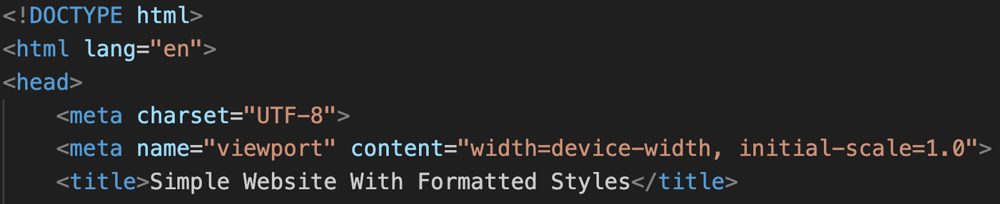 <!DOCTYPE html>
<html lang="en">
<head>
    <meta charset="UTF-8">
    <meta name="viewport" content="width=device-width, initial-scale=1.0">
    <title>Simple Website With Formatted Styles</title>